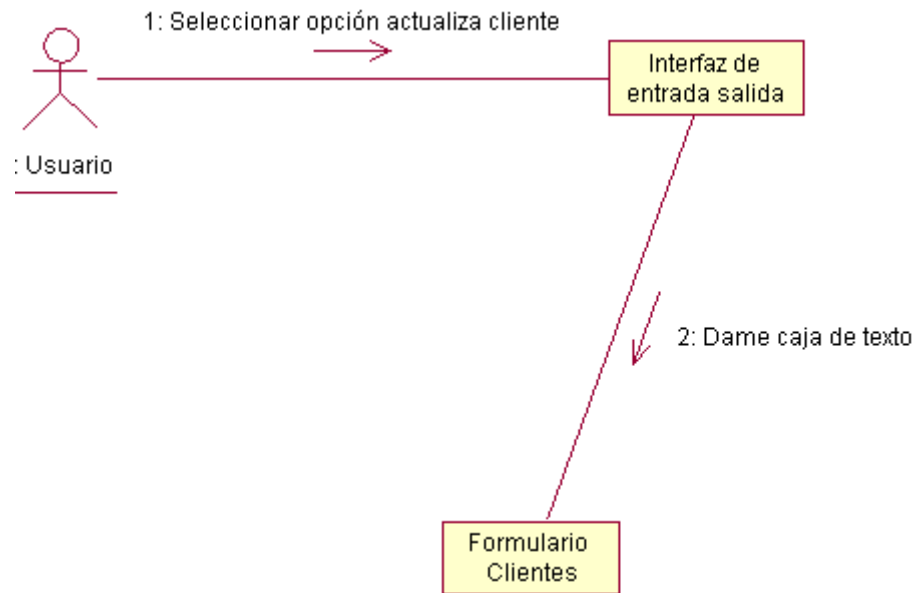 1: Seleccionar opción actualiza cliente
Interfaz de
entrada salida
: Usuario
2: Dame caja de texto
Formulario
Clientes